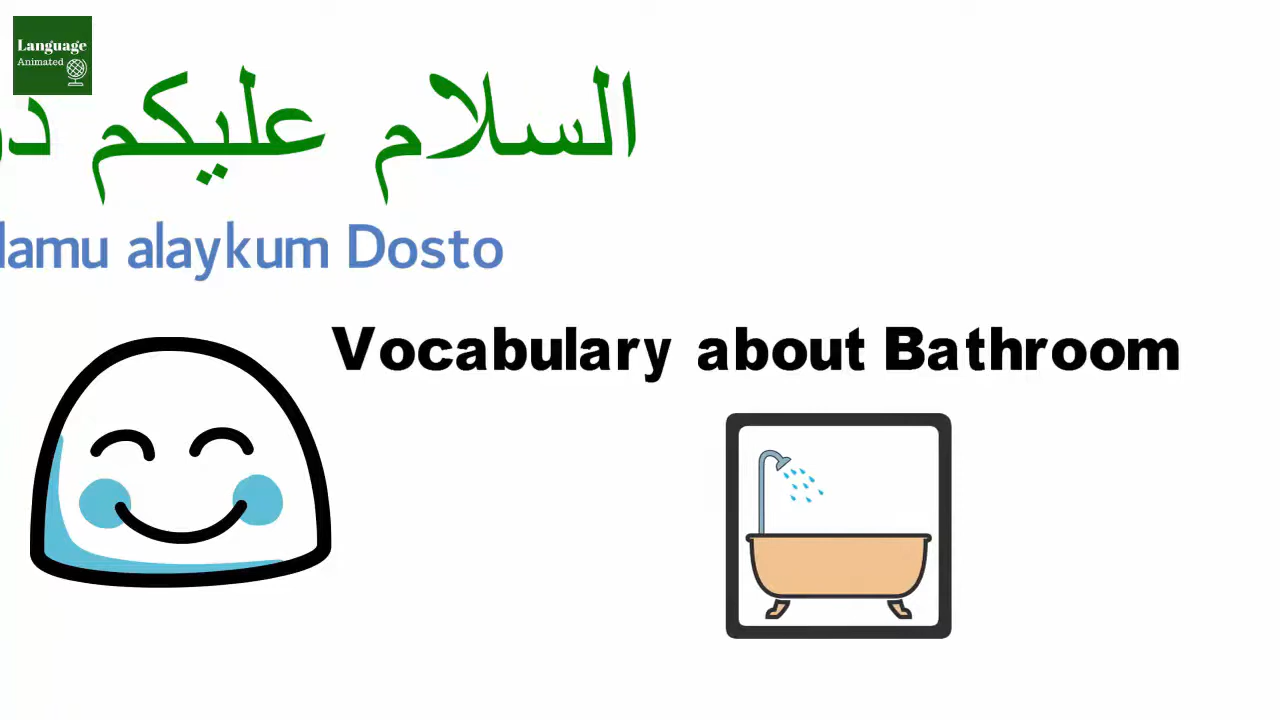 Language
Animated
السلام عليكم
alaykum Dosto
Vocabulary about Bathroom